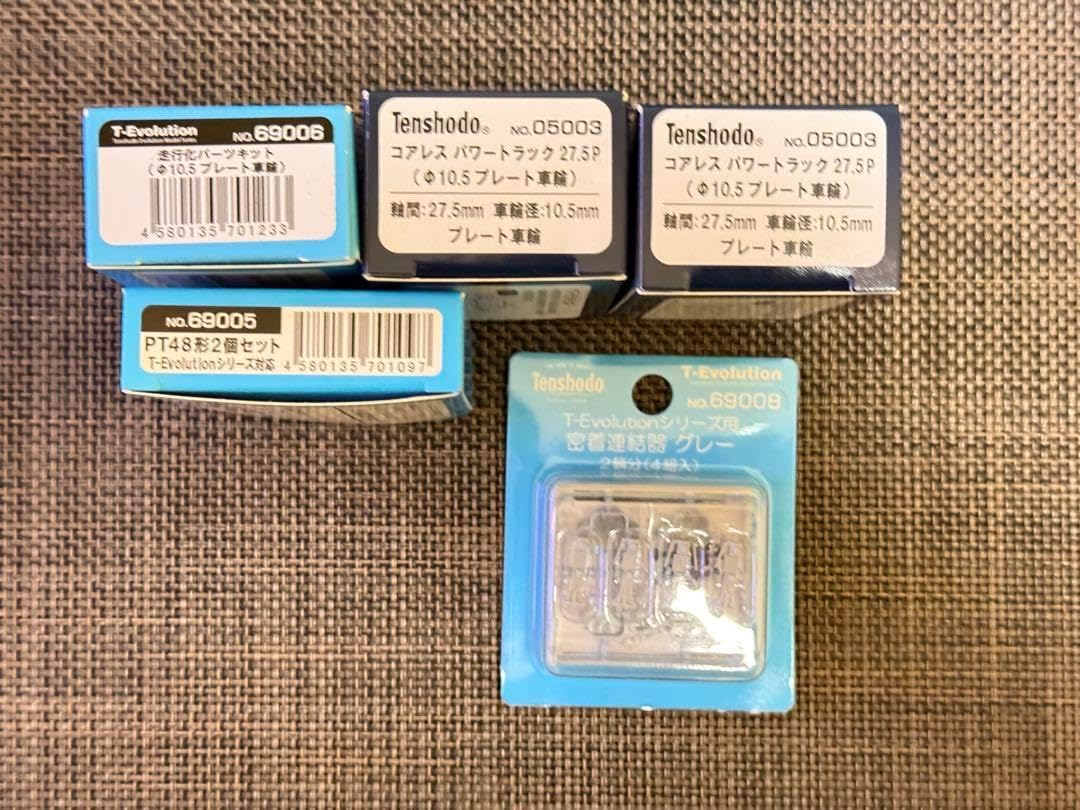 T-Evolution NO.69006
走行化パーツキット
(Φ10.5 プレート車輪)
4 580135 701233
Tenshodo® NO.05003
コアレス パワートラック 27.5P
(Φ10.5 プレート車輪)
軸間:27.5mm 車輪径:10.5mm
プレート車輪
Tenshodo® NO.05003
コアレス パワートラック 27.5P
(Φ10.5 プレート車輪)
軸間:27.5mm 車輪径:10.5mm
プレート車輪
NO.69005
PT48形2個セット
T-Evolutionシリーズ対応
4 580135 701097
Tenshodo T-Evolution
NO.69008
T-Evolutionシリーズ用
密着連結器 グレー
2輌分(4組入)